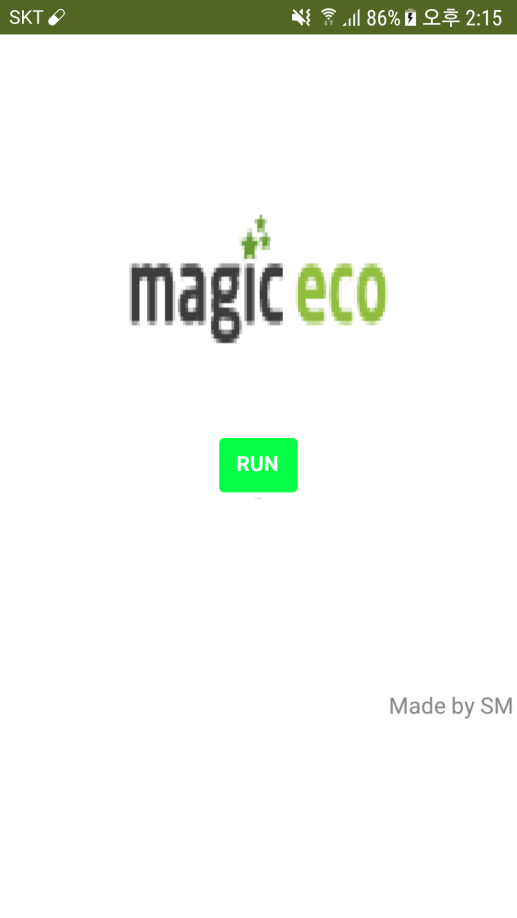 SKT 86% 오후 2:15
magic eco
RUN
Made by SM